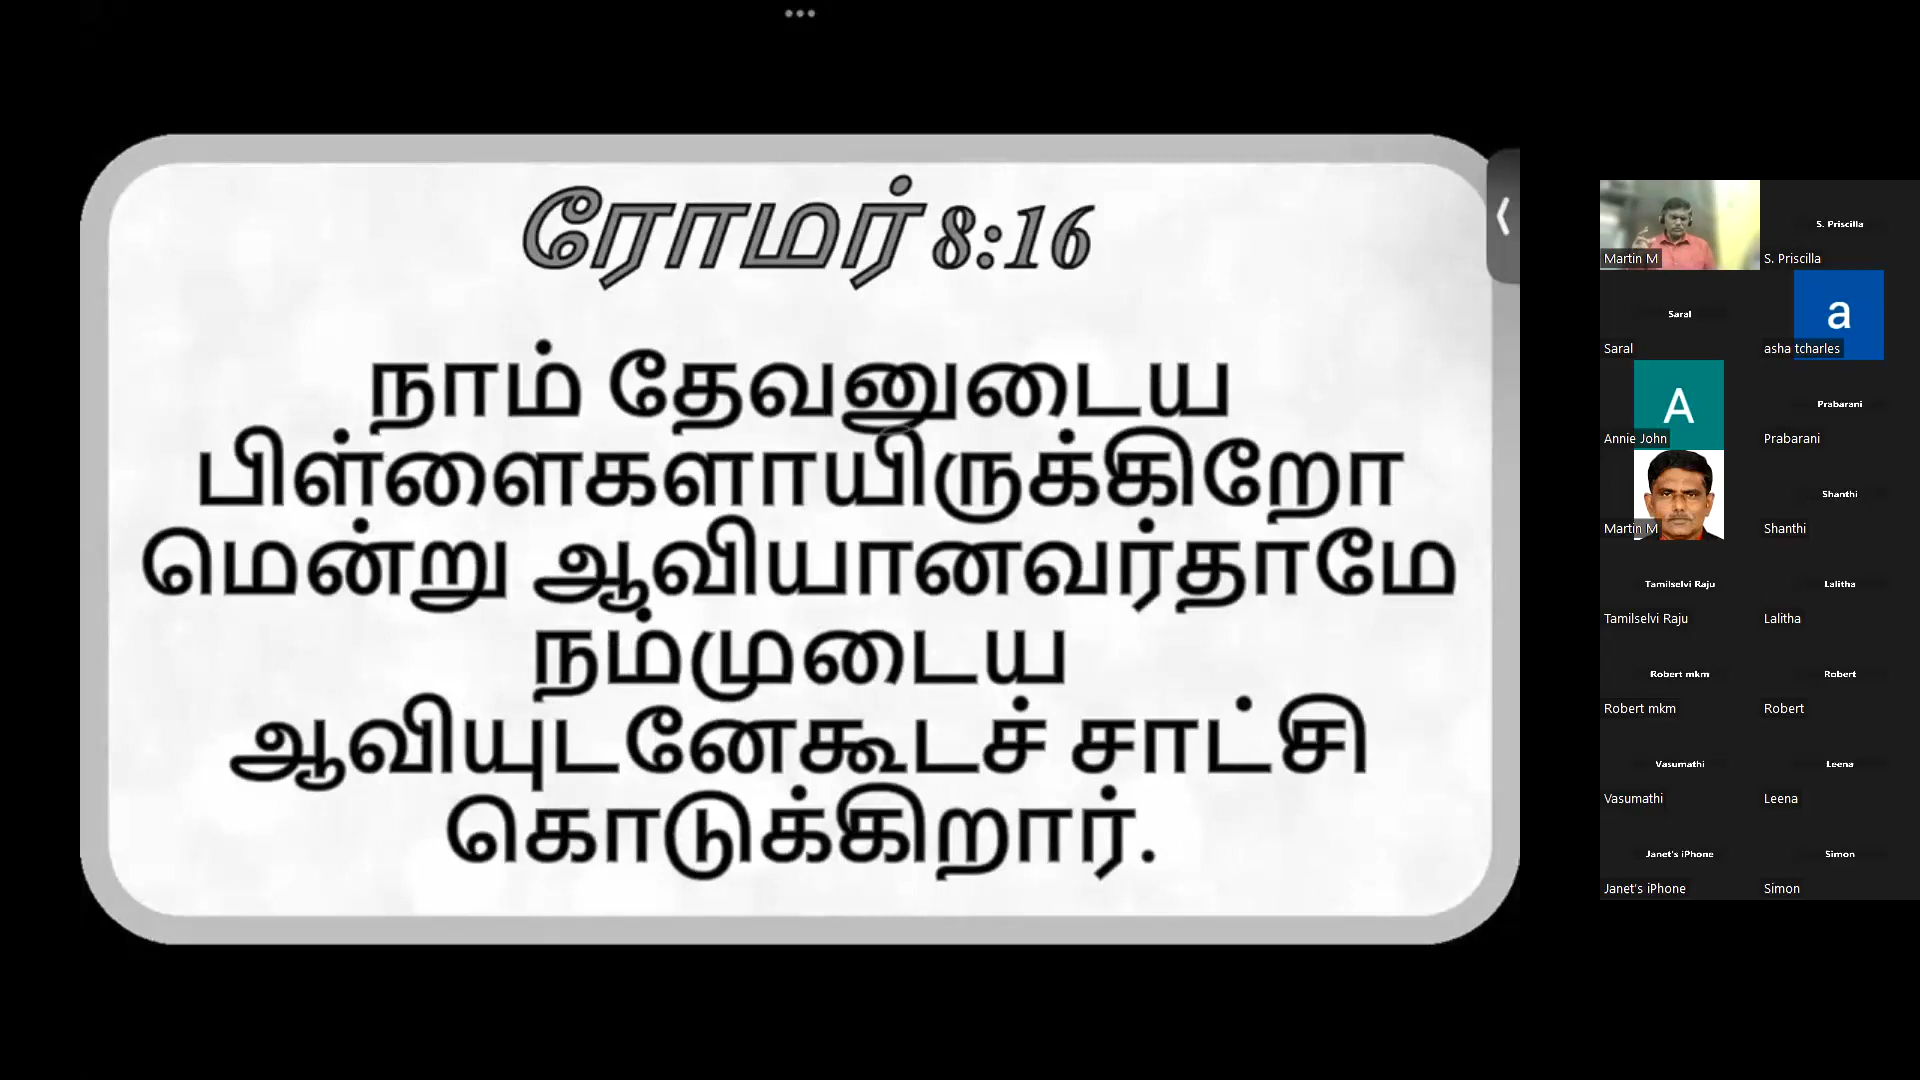 ரோமர் 8:16
நாம் தேவனுடைய
பிள்ளைகளாயிருக்கிறோ
மென்று ஆவியானவர்தாமே
நம்முடைய
ஆவியுடனேகூடச் சாட்சி
கொடுக்கிறார்.
Martin M
S. Priscilla
S. Priscilla
Saral
Saral
a
asha tcharles
A
Annie John
Prabarani
Prabarani
Martin M
Shanthi
Shanthi
Tamilselvi Raju
Tamilselvi Raju
Lalitha
Lalitha
Robert mkm
Robert mkm
Robert
Robert
Vasumathi
Vasumathi
Leena
Leena
Janet's iPhone
Janet's iPhone
Simon
Simon